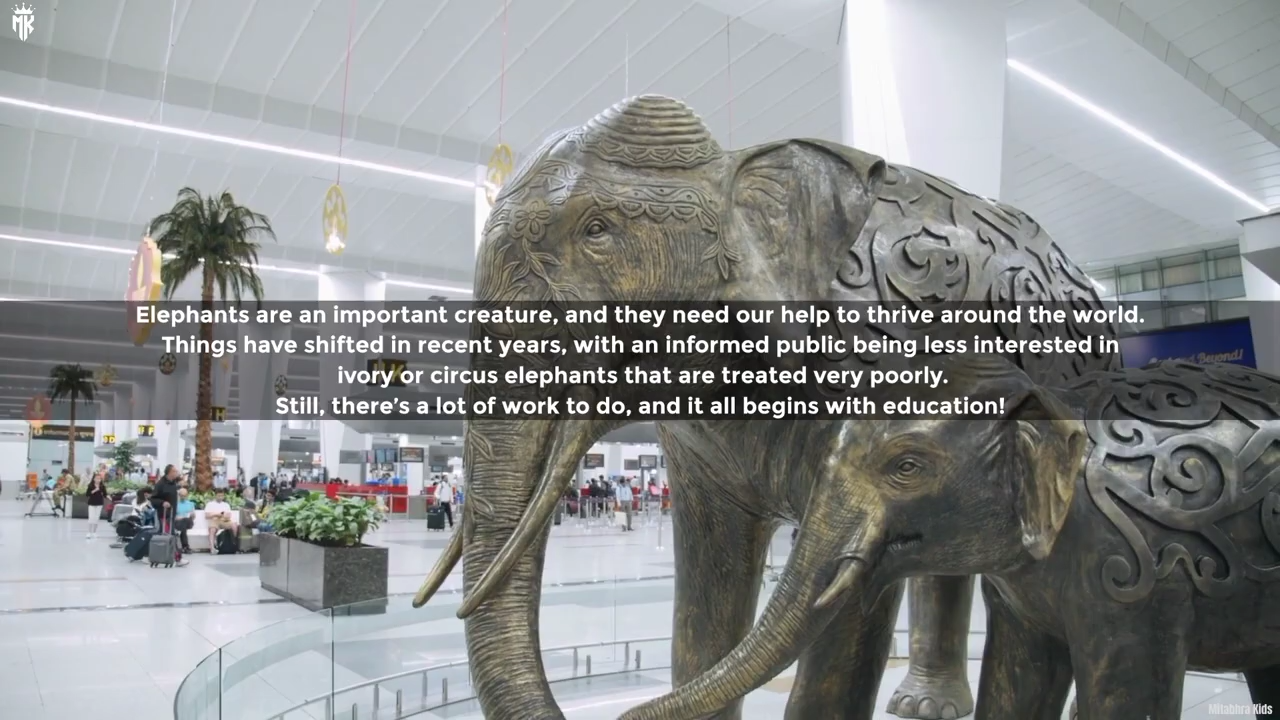 MK
Elephants are an important creature, and they need our help to thrive around the world.
Things have shifted in recent years, with an informed public being less interested in
ivory or circus elephants that are treated very poorly.
Still, there's a lot of work to do, and it all begins with education!
Beyond!
Mitabhra Kids